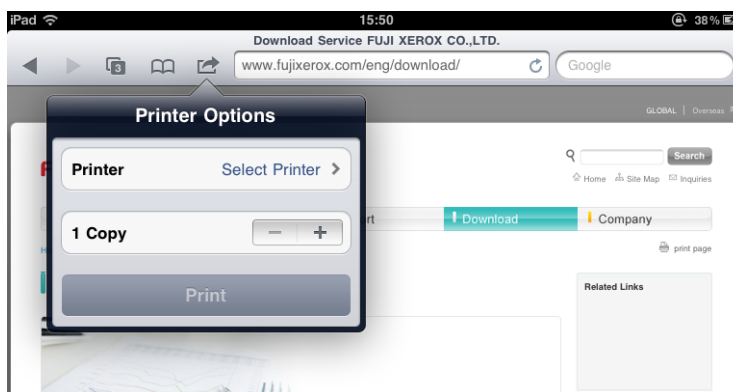 iPad 15:50 38%
Download Service FUJI XEROX CO.,LTD.
3 www.fujixerox.com/eng/download/ Google
GLOBAL | Overseas
Printer Options
Printer Select Printer
Search
Home Site Map Inquiries
1 Copy
Download Company
print page
Print
Related Links